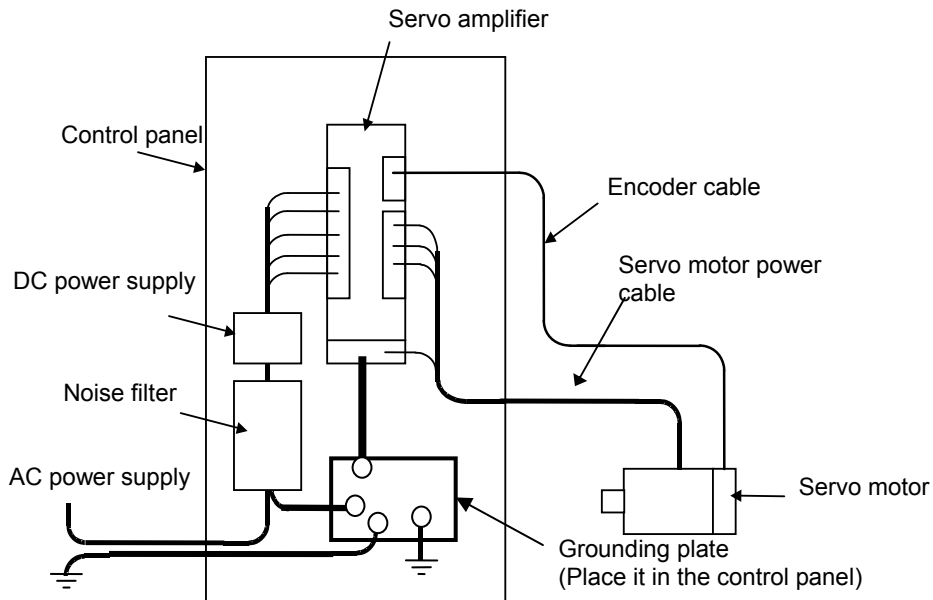 Servo amplifier
Control panel
Encoder cable
Servo motor power
cable
DC power supply
Noise filter
AC power supply
Servo motor
Grounding plate
(Place it in the control panel)